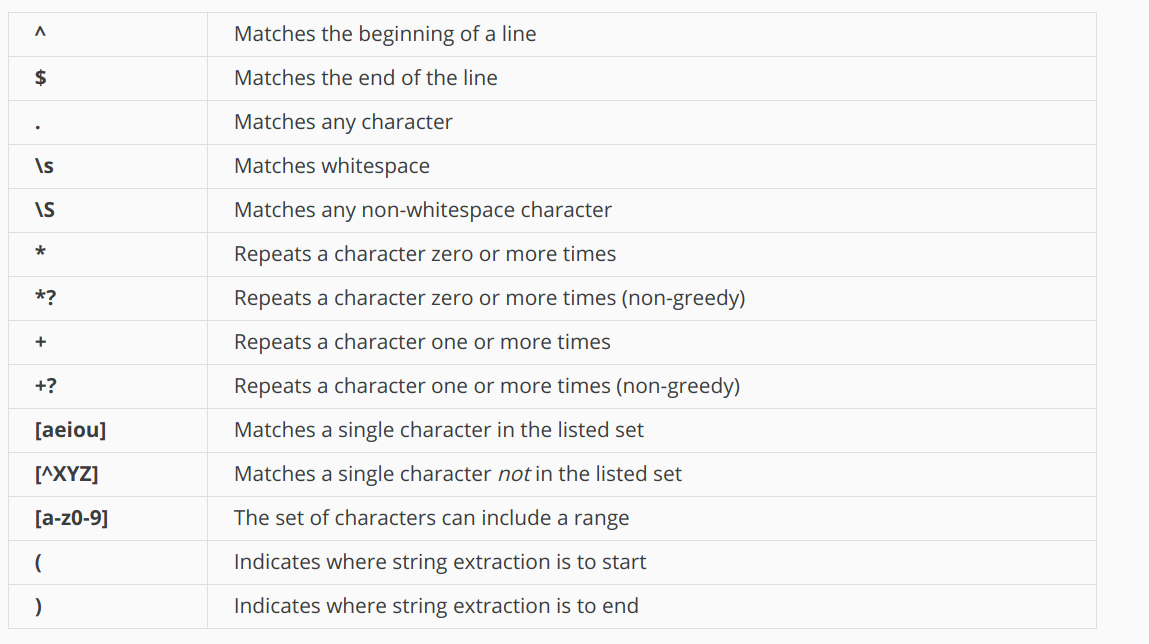 ^ Matches the beginning of a line
$ Matches the end of the line
. Matches any character
\s Matches whitespace
\S Matches any non-whitespace character
* Repeats a character zero or more times
*? Repeats a character zero or more times (non-greedy)
+ Repeats a character one or more times
+? Repeats a character one or more times (non-greedy)
[aeiou] Matches a single character in the listed set
[^XYZ] Matches a single character not in the listed set
[a-z0-9] The set of characters can include a range
( Indicates where string extraction is to start
) Indicates where string extraction is to end